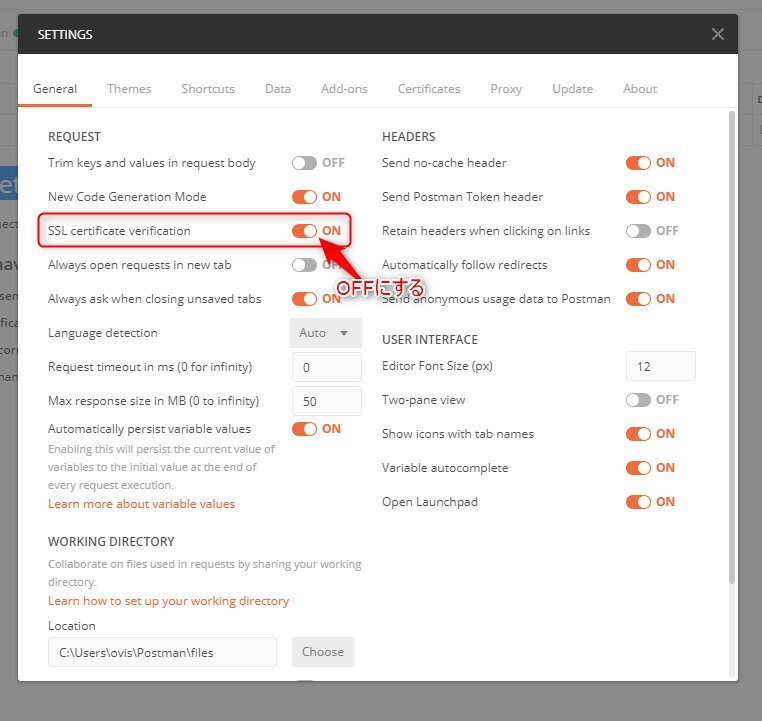 SETTINGS
General Themes Shortcuts Data Add-ons Certificates Proxy Update About
REQUEST
Trim keys and values in request body OFF
New Code Generation Mode ON
SSL certificate verification ON
Always open requests in new tab
OFFにする
Always ask when closing unsaved tabs ON
Language detection Auto
Request timeout in ms (0 for infinity) 0
Max response size in MB (0 to infinity) 50
Automatically persist variable values ON
Enabling this will persist the current value of
variables to the initial value at the end of
every request execution.
Learn more about variable values
WORKING DIRECTORY
Collaborate on files used in requests by sharing your working
directory.
Learn how to set up your working directory
Location
C:\Users\ovis\Postman\files Choose
HEADERS
Send no-cache header ON
Send Postman Token header ON
Retain headers when clicking on links OFF
Automatically follow redirects ON
Send anonymous usage data to Postman ON
USER INTERFACE
Editor Font Size (px) 12
Two-pane view OFF
Show icons with tab names ON
Variable autocomplete ON
Open Launchpad ON